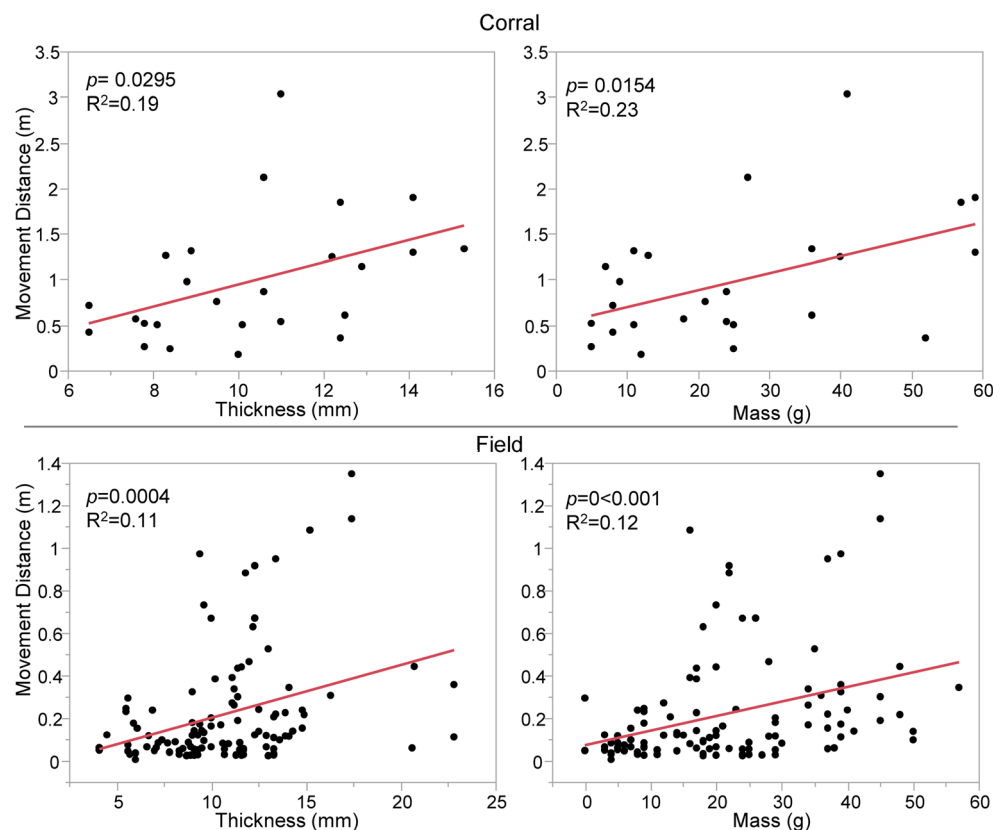 Corral
Movement Distance (m)
3.5
3
2.5
2
1.5
1
0.5
0
p= 0.0295
R²=0.19
6 8 10 12 14 16
Thickness (mm)
3.5
3
2.5
2
1.5
1
0.5
0
p= 0.0154
R²=0.23
0 10 20 30 40 50 60
Mass (g)
Field
Movement Distance (m)
1.4
1.2
1
0.8
0.6
0.4
0.2
0
p=0.0004
R²=0.11
5 10 15 20 25
Thickness (mm)
1.4
1.2
1
0.8
0.6
0.4
0.2
0
p=0<0.001
R²=0.12
0 10 20 30 40 50 60
Mass (g)